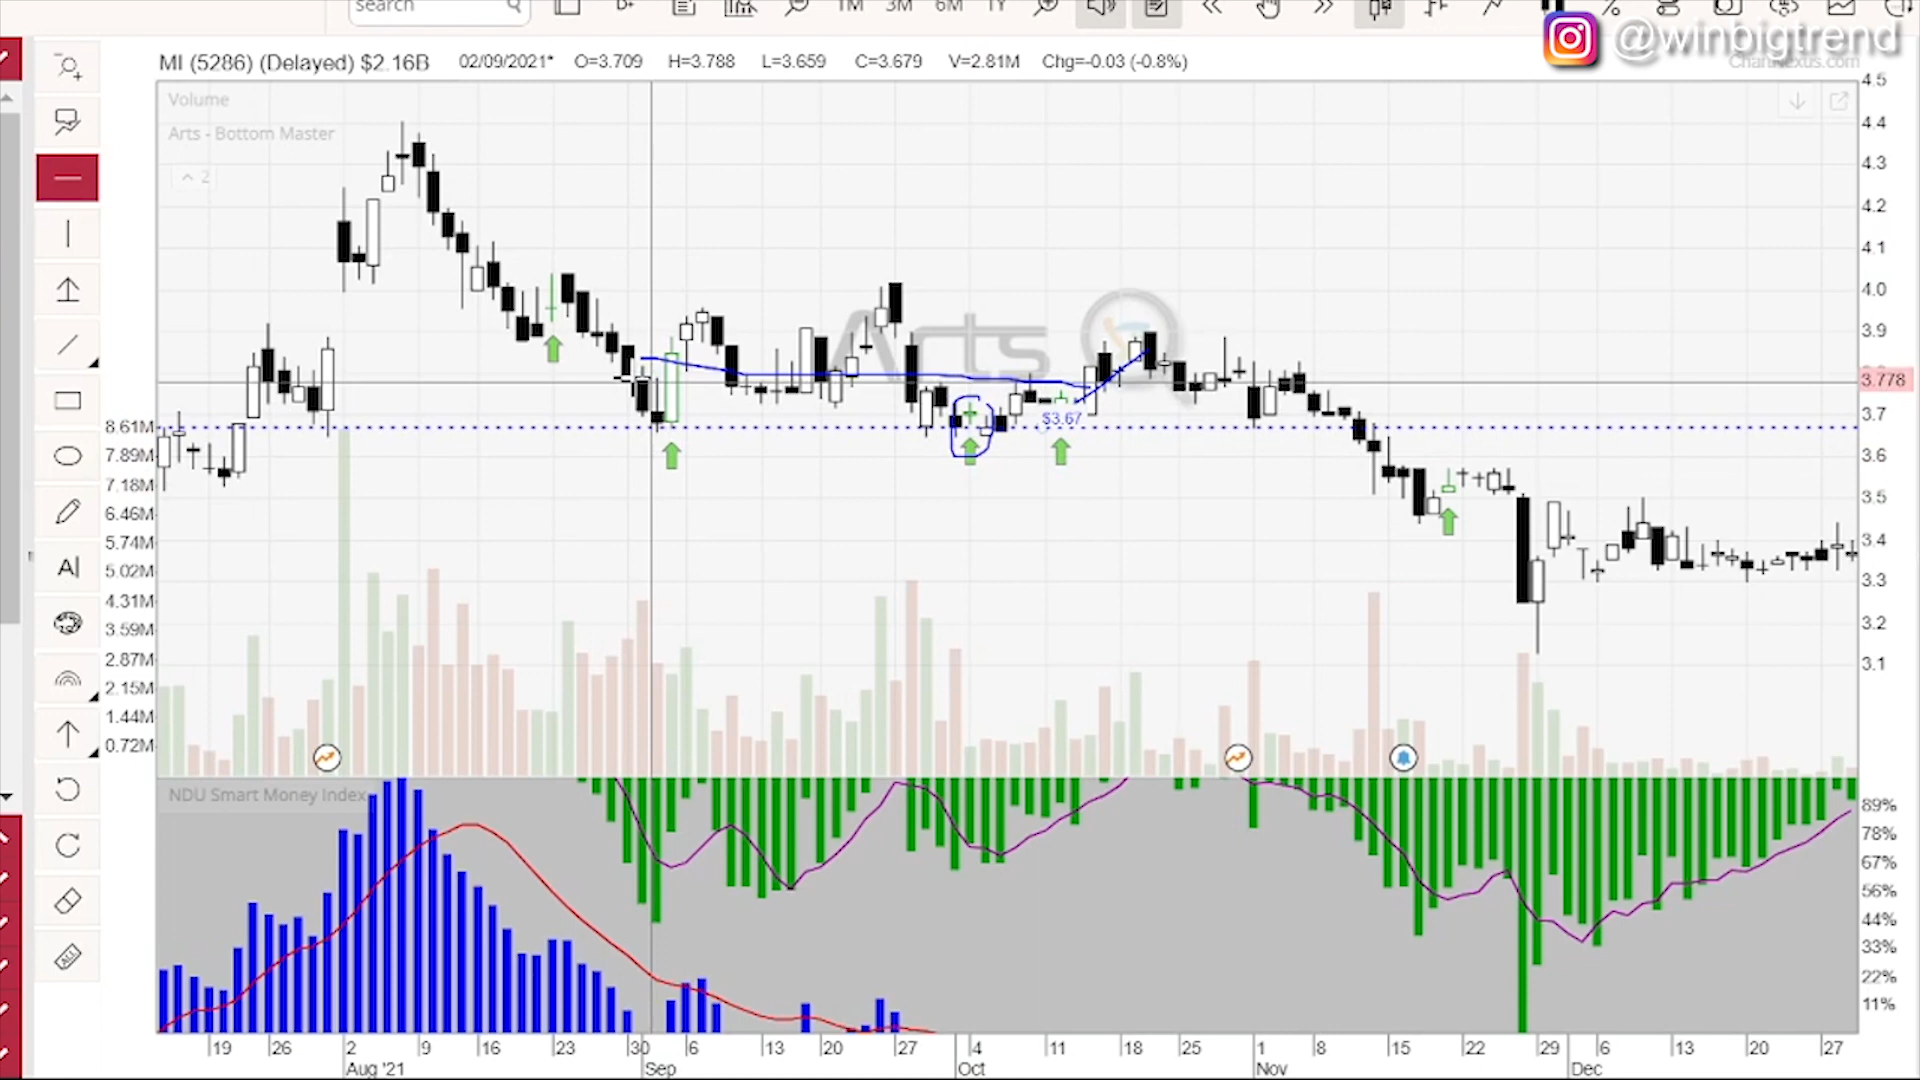 search
D+
1M 3M 6M 1Y
%
@winbigtrend
MI (5286) (Delayed) $2.16B 02/09/2021* O=3.709 H=3.788 L=3.659 C=3.679 V=2.81M Chg=-0.03 (-0.8%)
ChartNexus.com
Volume
Arts - Bottom Master
2
Arts
$3.67
4.5
4.4
4.3
4.2
4.1
4.0
3.9
3.778
3.7
3.6
3.5
3.4
3.3
3.2
3.1
8.61M
7.89M
7.18M
6.46M
5.74M
5.02M
4.31M
3.59M
2.87M
2.15M
1.44M
0.72M
A
ALL
NDU Smart Money Index
89%
78%
67%
56%
44%
33%
22%
11%
19 26 2 9 16 23 30 6 13 20 27 4 11 18 25 1 8 15 22 29 6 13 20 27
Aug '21 Sep Oct Nov Dec